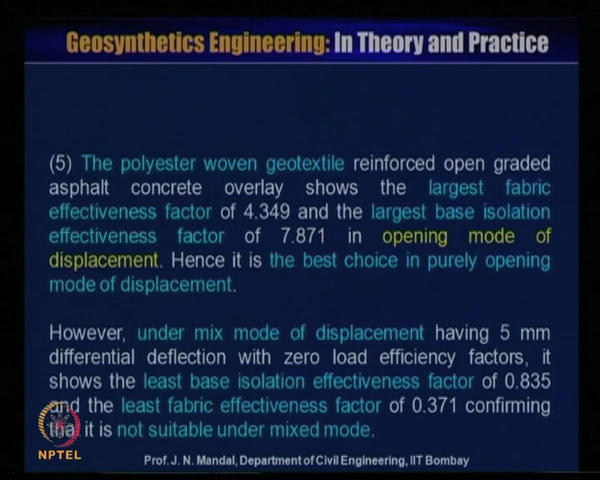 Geosynthetics Engineering: In Theory and Practice
(5) The polyester woven geotextile reinforced open graded
asphalt concrete overlay shows the largest fabric
effectiveness factor of 4.349 and the largest base isolation
effectiveness factor of 7.871 in opening mode of
displacement. Hence it is the best choice in purely opening
mode of displacement.
However, under mix mode of displacement having 5 mm
differential deflection with zero load efficiency factors, it
shows the least base isolation effectiveness factor of 0.835
and the least fabric effectiveness factor of 0.371 confirming
that it is not suitable under mixed mode.
NPTEL
Prof. J. N. Mandal, Department of Civil Engineering, IIT Bombay